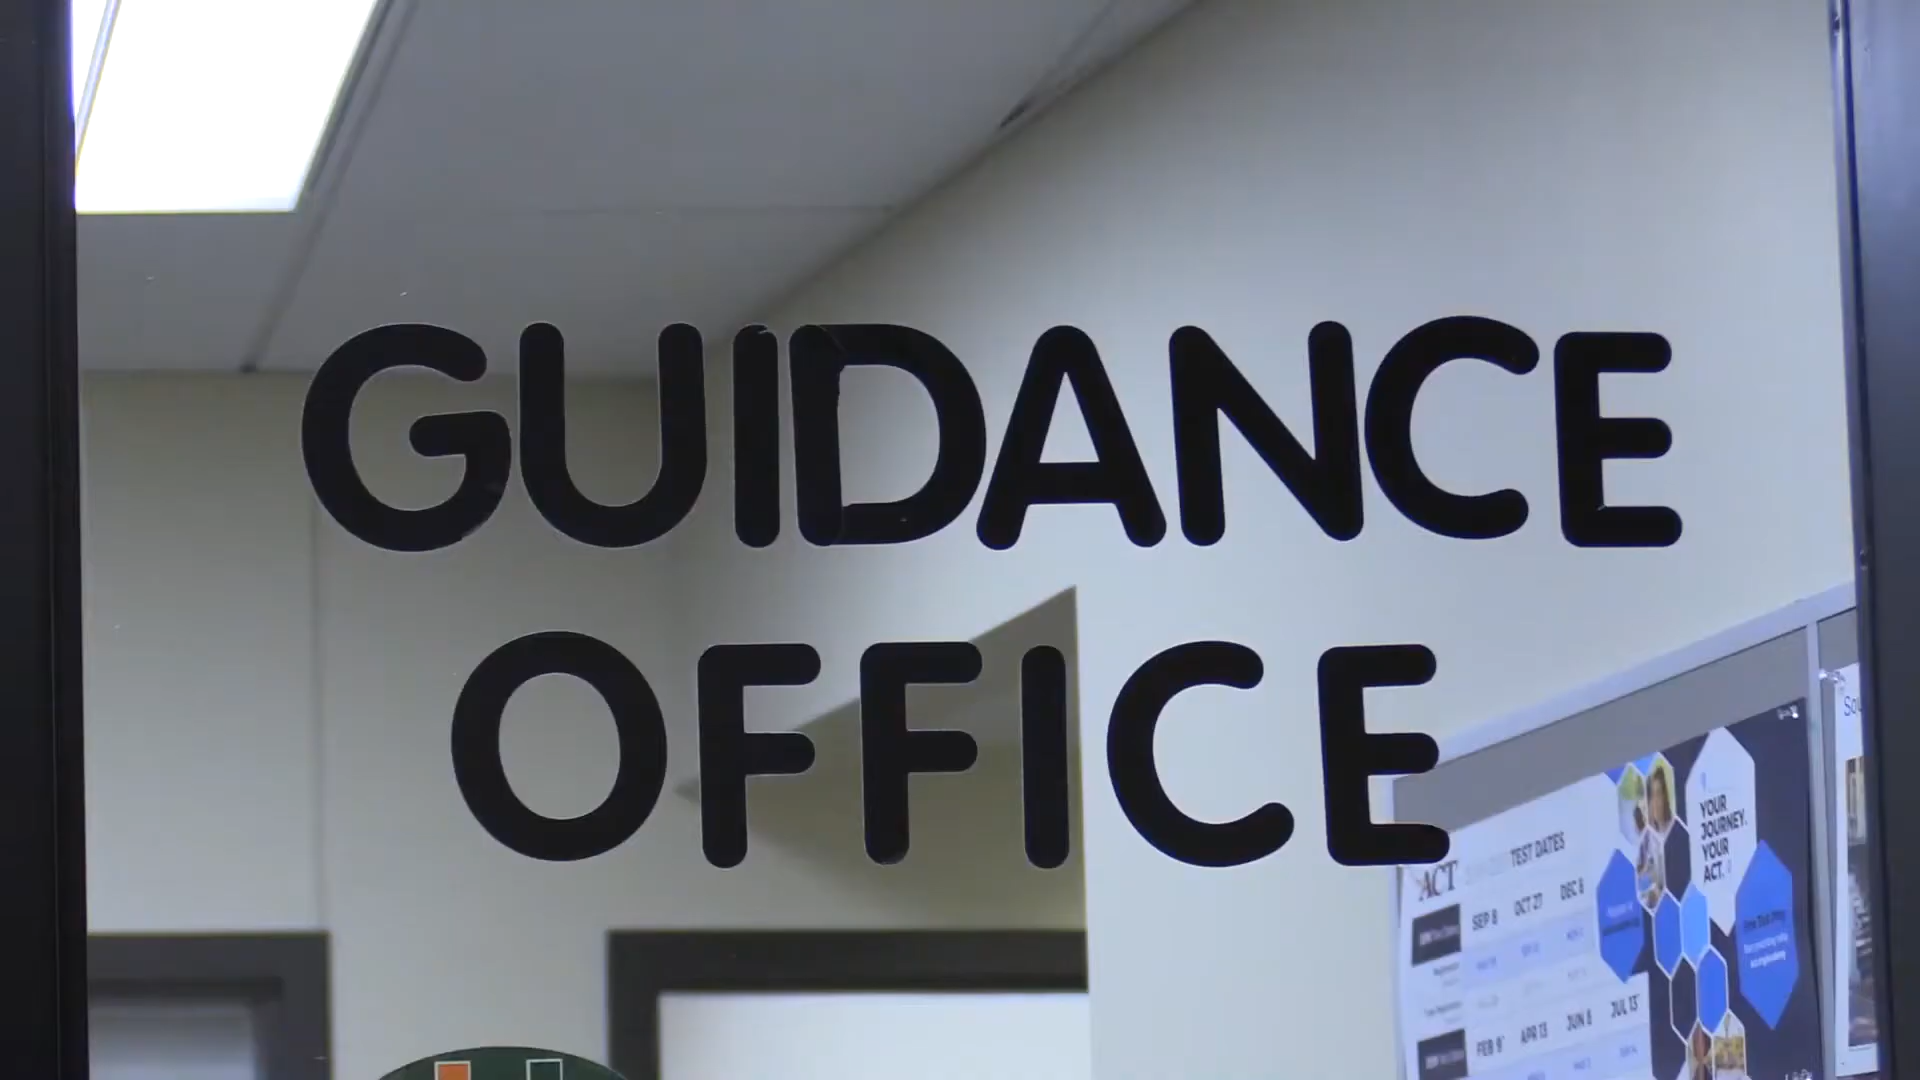 GUIDANCE
OFFICE
Sou
YOUR
JOURNEY.
YOUR
ACT.
ACT TEST DATES
SEP 8 OCT 27 DEC 8
FEB 9* APR 13 JUN 8 JUL 13*